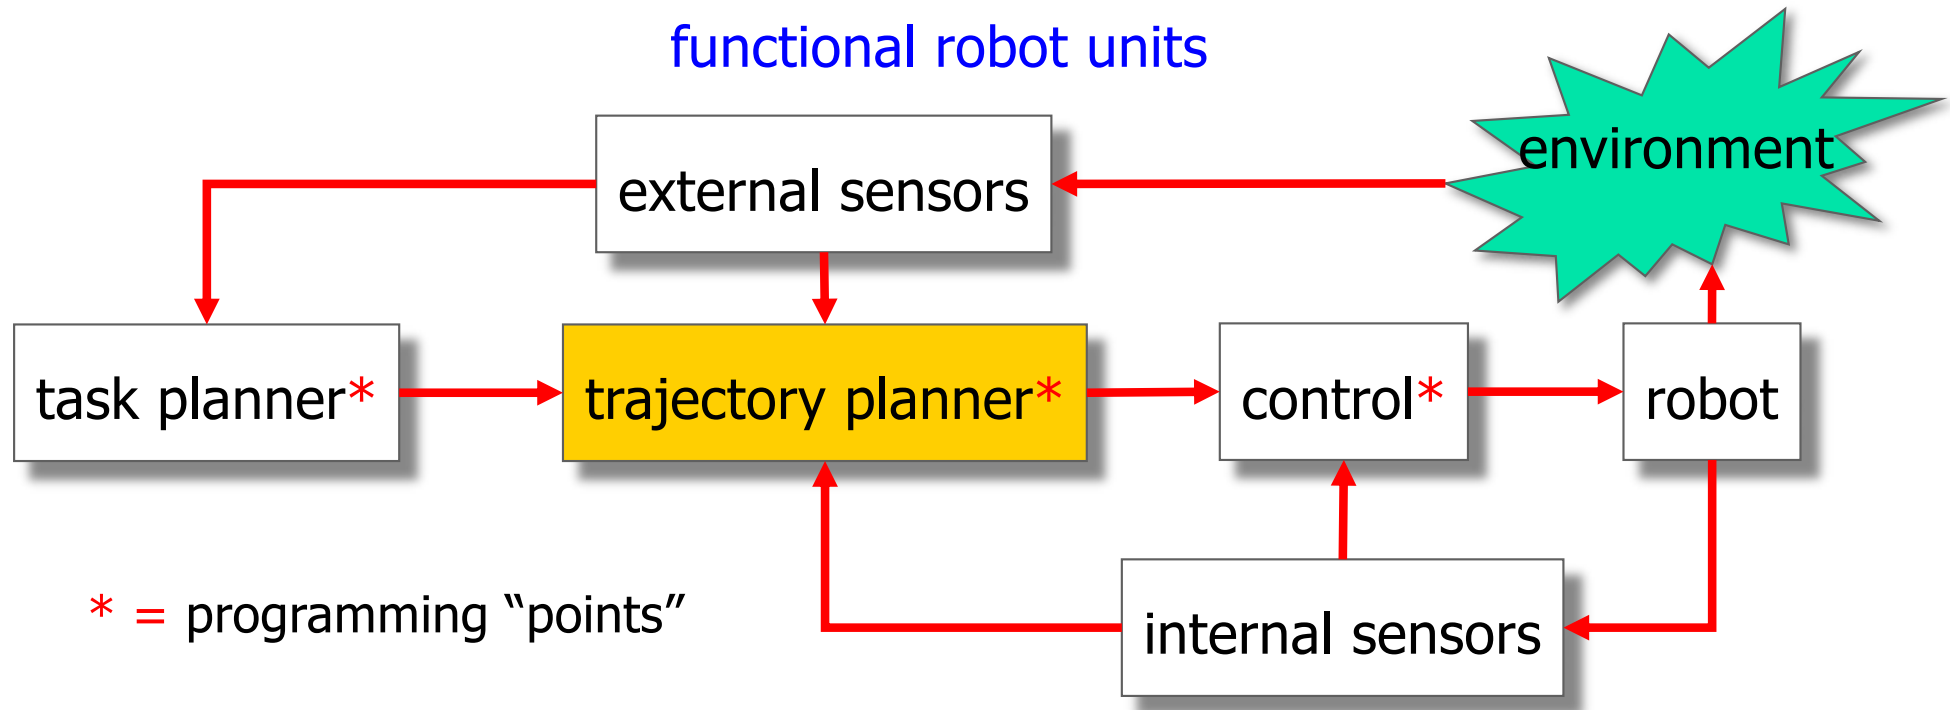 functional robot units
environment
external sensors
task planner*
trajectory planner*
control*
robot
* = programming “points”
internal sensors